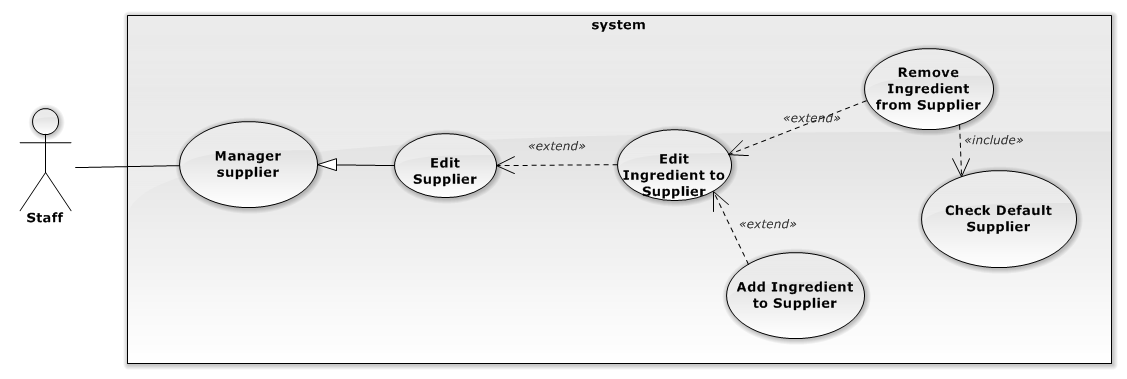 system
Staff
Manager
supplier
Edit
Supplier
«extend»
Edit
Ingredient to
Supplier
«extend»
Remove
Ingredient
from Supplier
«include»
Check Default
Supplier
«extend»
Add Ingredient
to Supplier